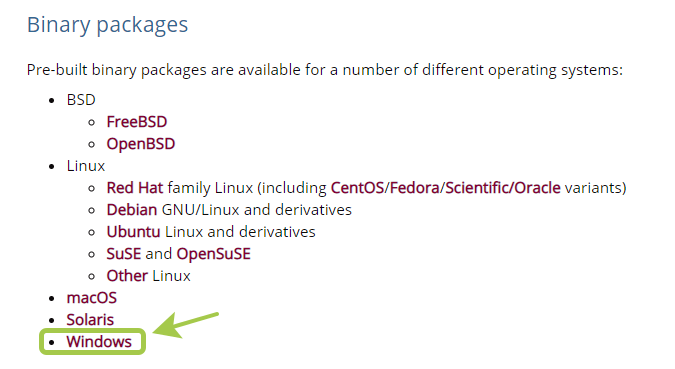 Binary packages
Pre-built binary packages are available for a number of different operating systems:
• BSD
◦ FreeBSD
◦ OpenBSD
• Linux
◦ Red Hat family Linux (including CentOS/Fedora/Scientific/Oracle variants)
◦ Debian GNU/Linux and derivatives
◦ Ubuntu Linux and derivatives
◦ SuSE and OpenSuSE
◦ Other Linux
• macOS
• Solaris
• Windows